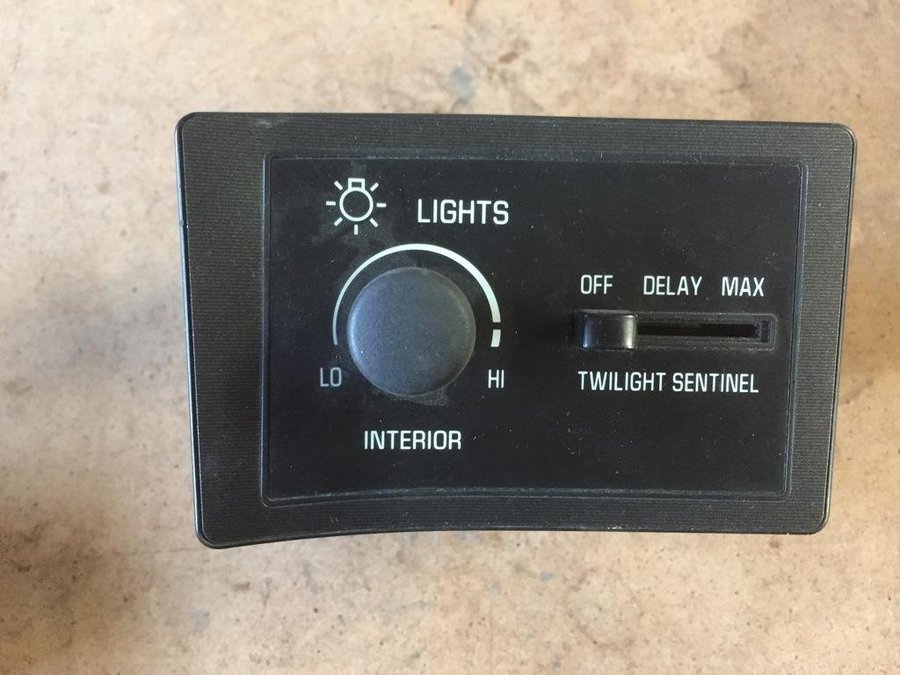 LIGHTS
LO
HI
INTERIOR
OFF DELAY MAX
TWILIGHT SENTINEL